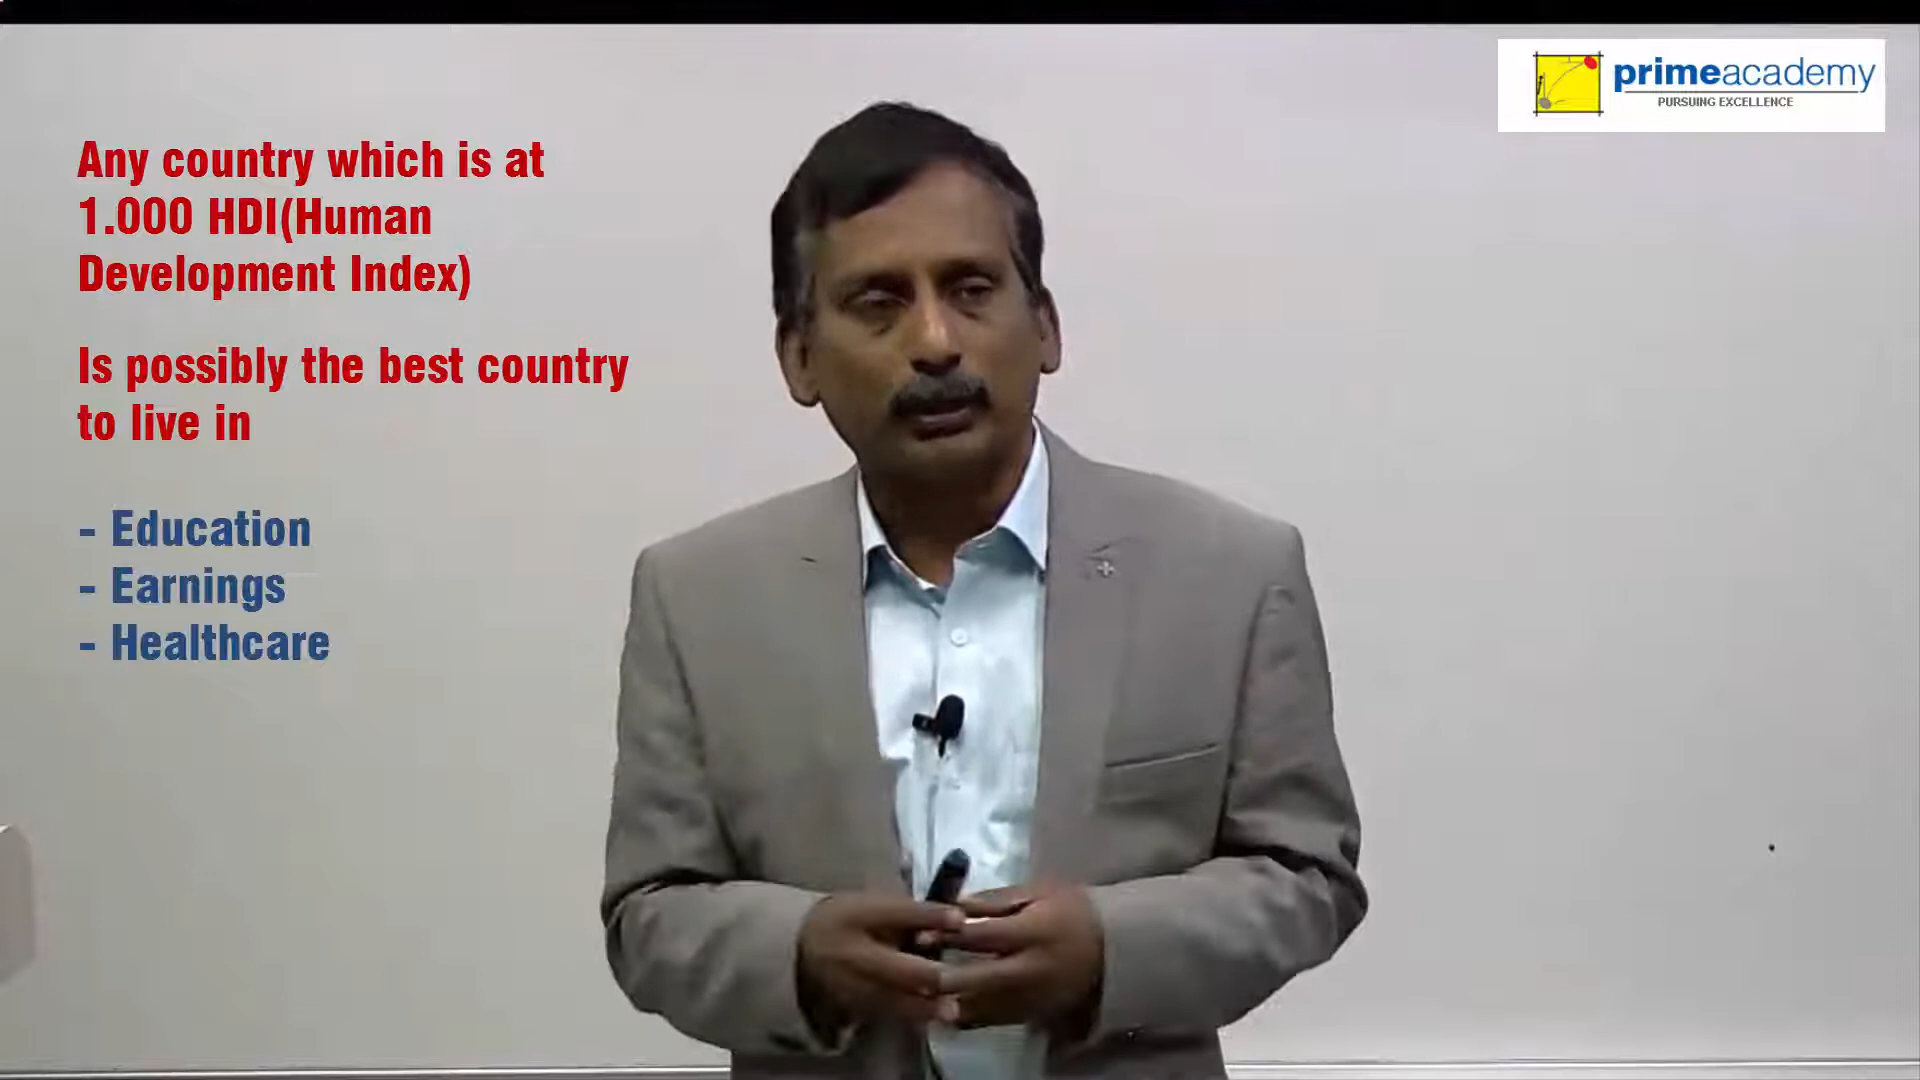 primeacademy
PURSUING EXCELLENCE
Any country which is at
1.000 HDI(Human
Development Index)
Is possibly the best country
to live in
- Education
- Earnings
- Healthcare